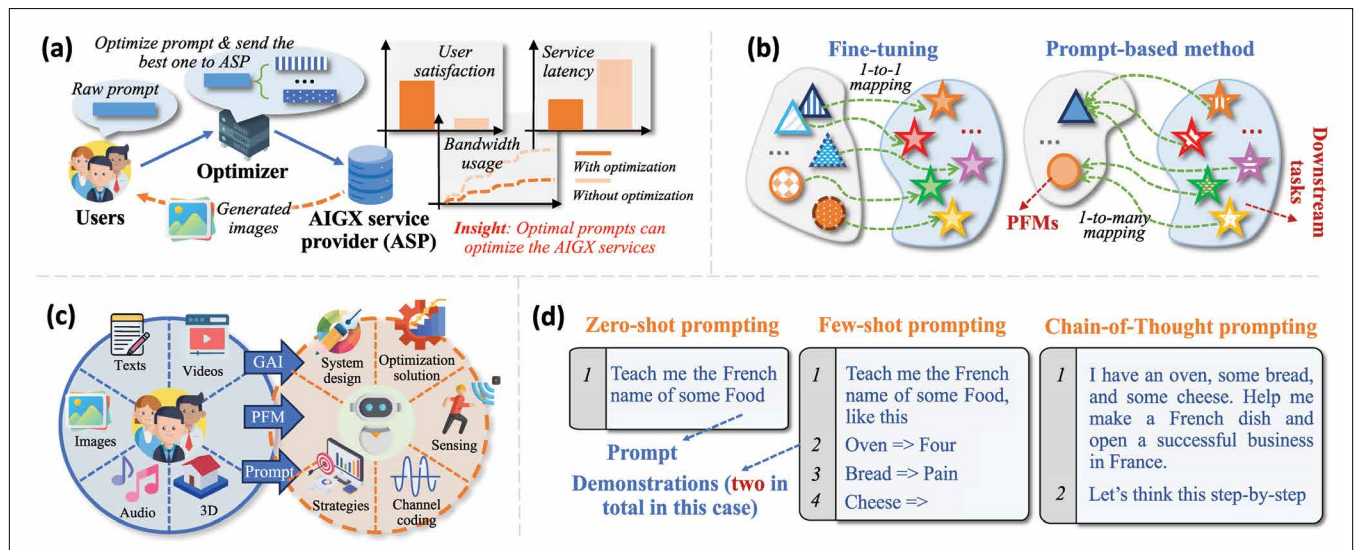 (a)
Optimize prompt & send the
best one to ASP
Raw prompt
Users
Optimizer
Generated
images
AIGX service
provider (ASP)
User
satisfaction
Service
latency
Bandwidth
usage
With optimization
Without optimization
Insight: Optimal prompts can
optimize the AIGX services
(b)
Fine-tuning
1-to-1
mapping
Prompt-based method
PFMs
1-to-many
mapping
Downstream
tasks
(c)
Texts
Videos
Images
Audio
3D
GAI
PFM
Prompt
System
design
Optimization
solution
Sensing
Strategies
Channel
coding
(d)
Zero-shot prompting
1 Teach me the French
name of some Food
Prompt
Demonstrations (two in
total in this case)
Few-shot prompting
1 Teach me the French
name of some Food,
like this
2 Oven => Four
3 Bread => Pain
4 Cheese =>
Chain-of-Thought prompting
1 I have an oven, some bread,
and some cheese. Help me
make a French dish and
open a successful business
in France.
2 Let's think this step-by-step